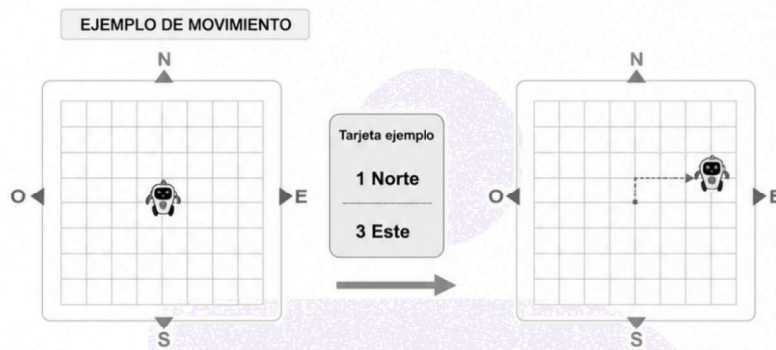 EJEMPLO DE MOVIMIENTO
N
O
E
S
Tarjeta ejemplo
1 Norte
3 Este
N
O
E
S